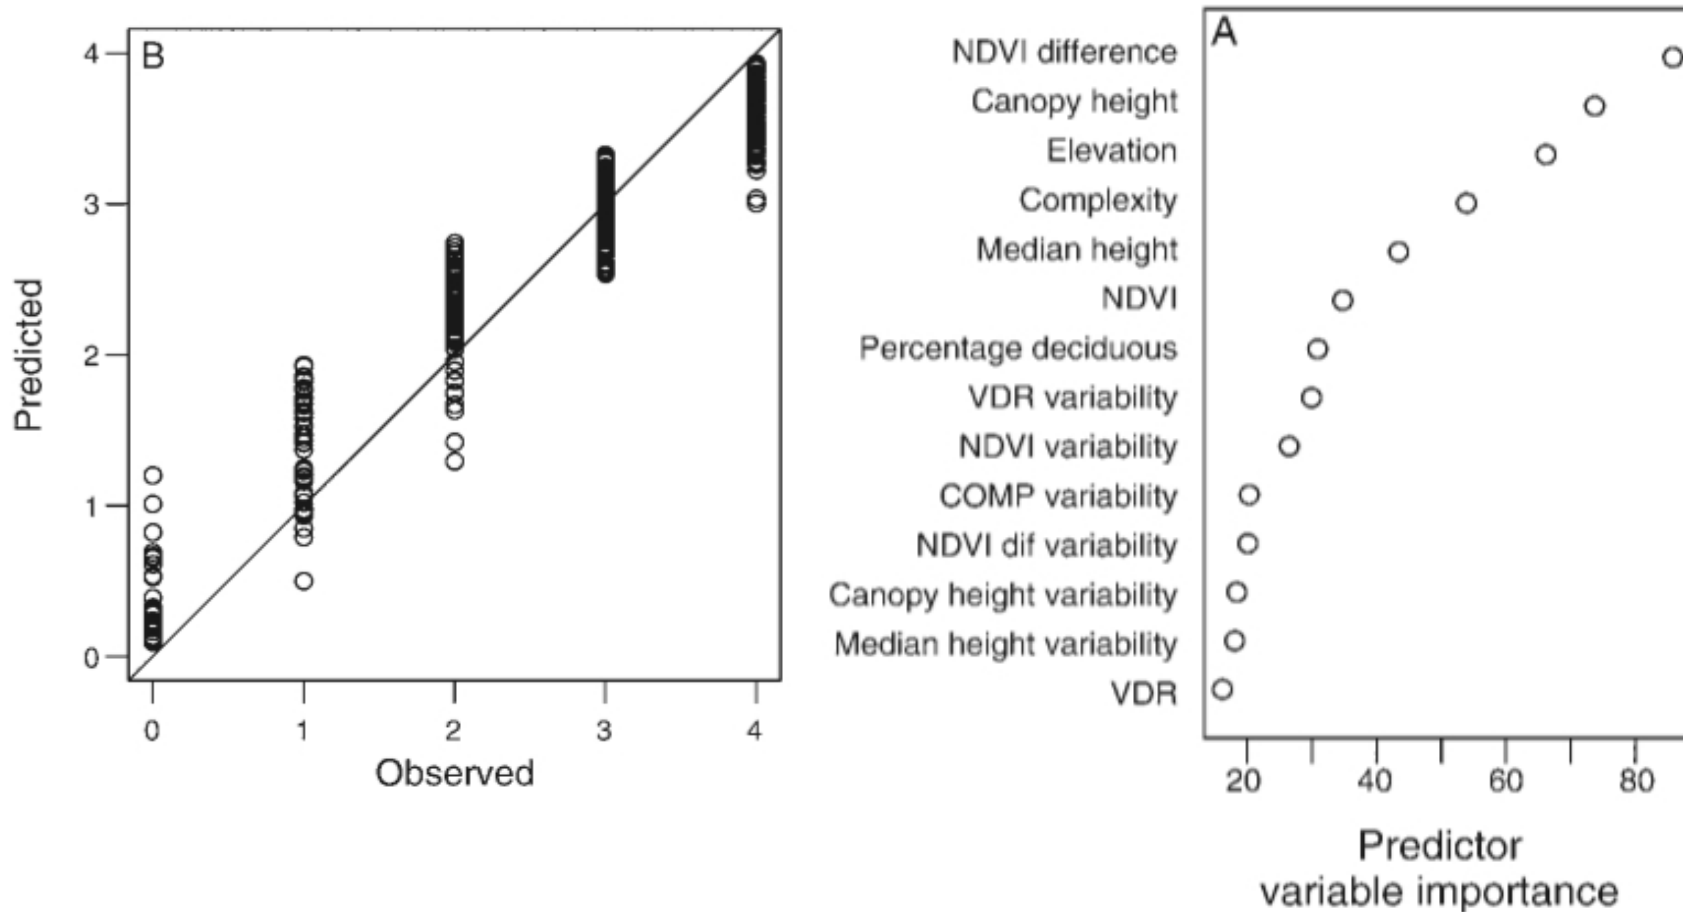 B
4
3
2
1
0
Predicted
0 1 2 3 4
Observed
A
NDVI difference
Canopy height
Elevation
Complexity
Median height
NDVI
Percentage deciduous
VDR variability
NDVI variability
COMP variability
NDVI dif variability
Canopy height variability
Median height variability
VDR
20 40 60 80
Predictor
variable importance